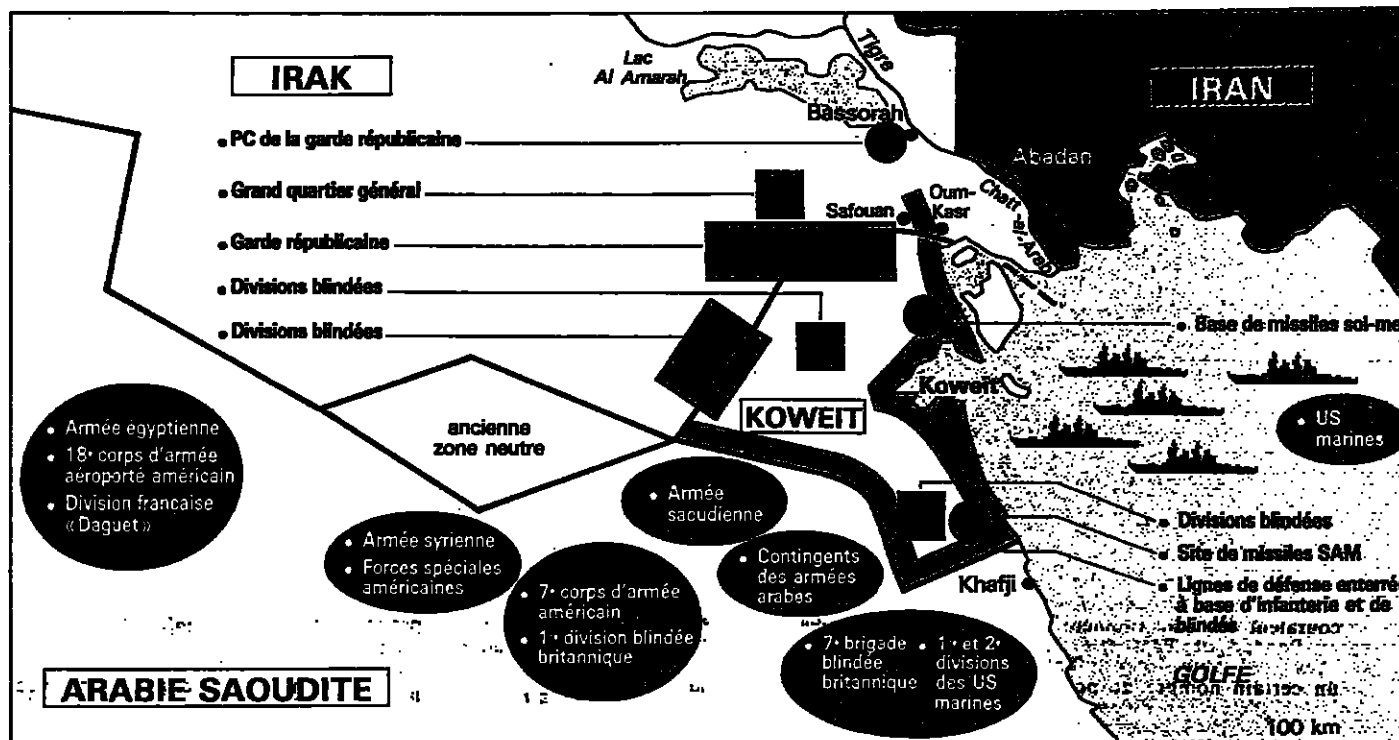 IRAK
Lac
Al Amarah
Tigre
IRAN
Bassorah
• PC de la garde républicaine
Abadan
• Grand quartier général
Oum-
Kasr
Safouan
Chatt el-Arab
• Garde républicaine
• Divisions blindées
• Divisions blindées
• Base de missiles sol-me
Koweït
KOWEIT
ancienne
zone neutre
• US
marines
• Armée égyptienne
• 18e corps d'armée
aéroporté américain
• Division française
« Daguet »
• Armée
saoudienne
• Divisions blindées
• Site de missiles SAM
• Lignes de défense enterré
à base d'infanterie et de
blindés
• Armée syrienne
• Forces spéciales
américaines
• Contingents
des armées
arabes
Khafji
• 7e corps d'armée
américain
• 1re division blindée
britannique
• 7e brigade
blindée
britannique
• 1re et 2e
divisions
des US
marines
GOLFE
ARABIE SAOUDITE
100 km